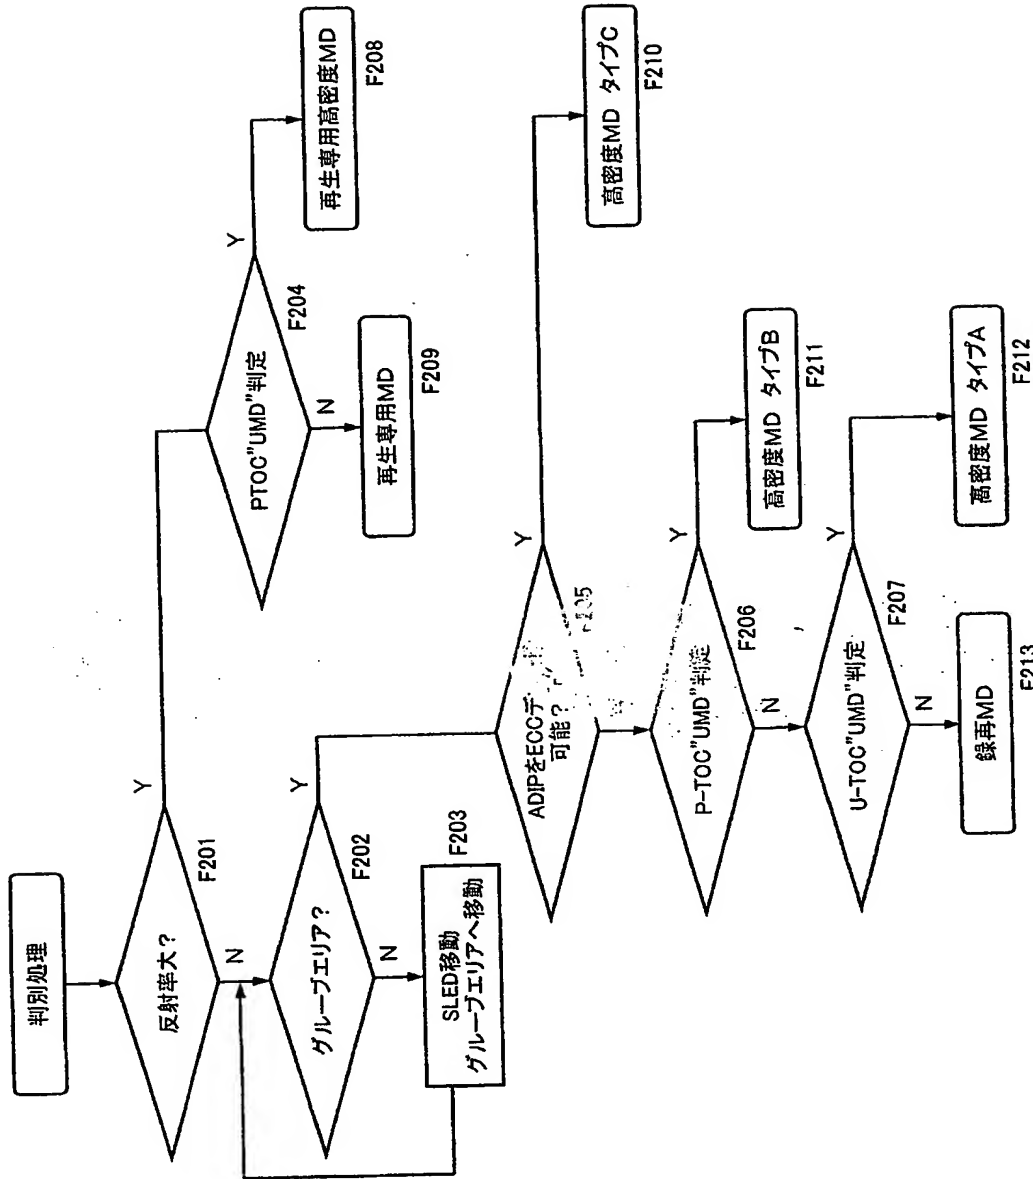 判別処理
反射率大?
F201
Y
N
グルーブエリア?
F202
Y
N
SLED移動
グルーブエリアへ移動
F203
PTOC"UMD"判定
F204
Y
N
再生専用高密度MD
F208
再生専用MD
F209
ADIPをECCデ
可能?
Y
高密度MD タイプC
F210
P-TOC"UMD"判定
F206
Y
N
高密度MD タイプB
F211
U-TOC"UMD"判定
F207
Y
N
高密度MD タイプA
F212
録再MD
F213